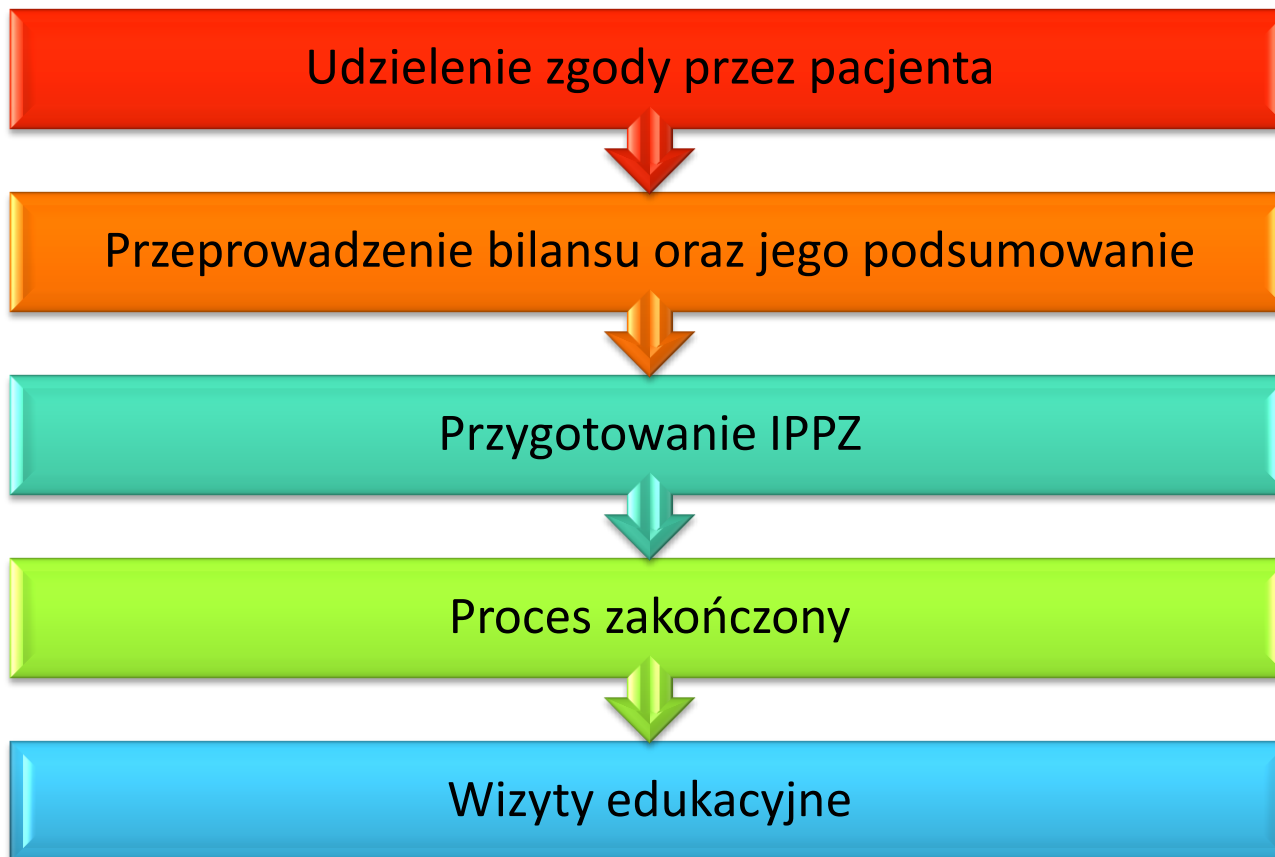 Udzielenie zgody przez pacjenta
Przeprowadzenie bilansu oraz jego podsumowanie
Przygotowanie IPPZ
Proces zakończony
Wizyty edukacyjne